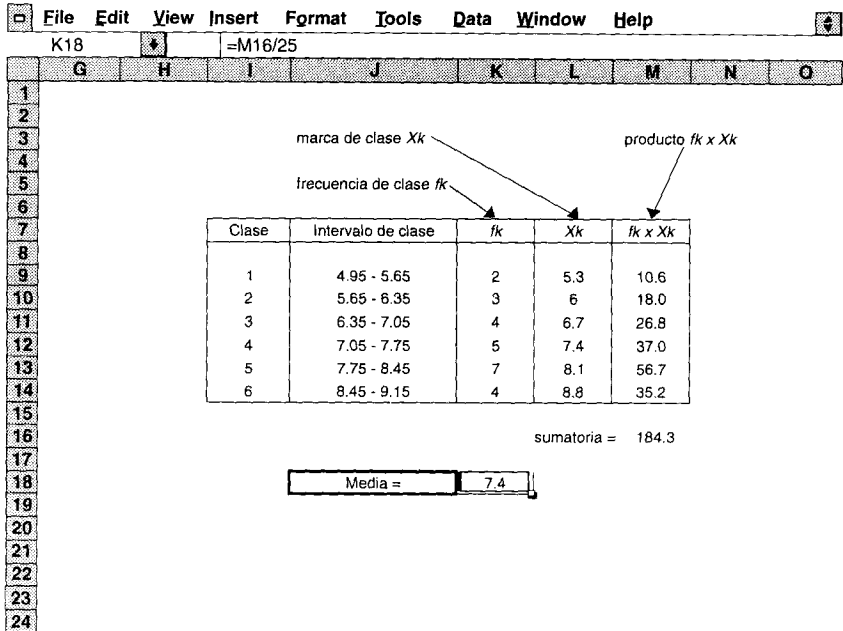 File Edit View Insert Format Tools Data Window Help
K18 =M16/25
G H I J K L M N O
1
2
3 marca de clase Xk producto fk x Xk
4
5 frecuencia de clase fk
6
7 Clase Intervalo de clase fk Xk fk x Xk
8
9 1 4.95 - 5.65 2 5.3 10.6
10 2 5.65 - 6.35 3 6 18.0
11 3 6.35 - 7.05 4 6.7 26.8
12 4 7.05 - 7.75 5 7.4 37.0
13 5 7.75 - 8.45 7 8.1 56.7
14 6 8.45 - 9.15 4 8.8 35.2
15
16 sumatoria = 184.3
17
18 Media = 7.4
19
20
21
22
23
24